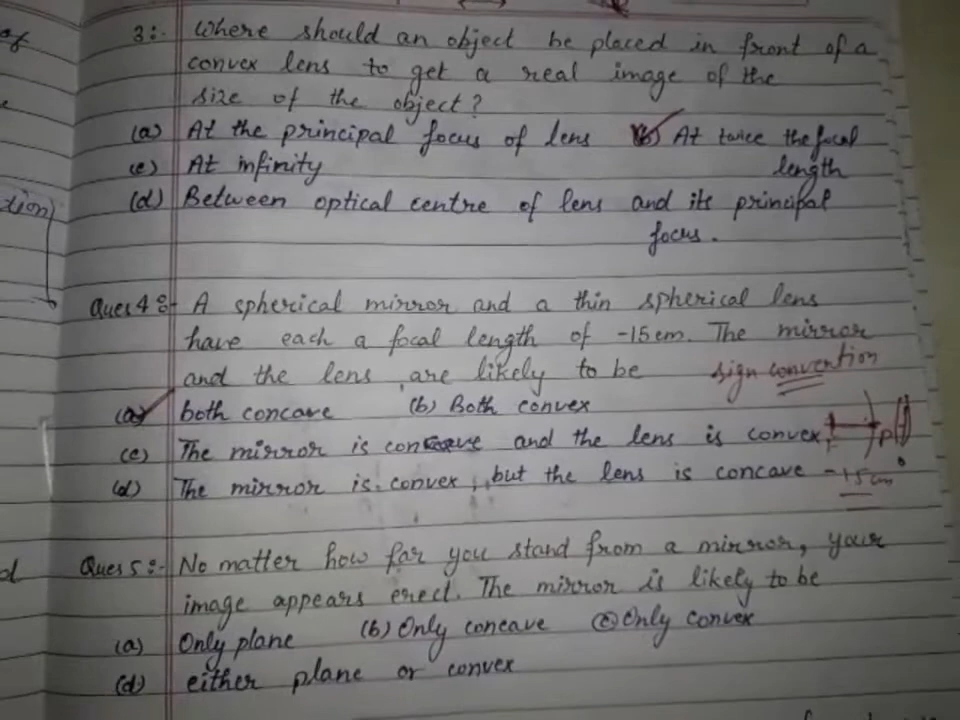 3:- Where should an object be placed in front of a
convex lens to get a real image of the
size of the object?
(a) At the principal focus of lens (b) At twice the focal
length
(c) At infinity
(d) Between optical centre of lens and its principal
focus.
tion)
Ques 4:- A spherical mirror and a thin spherical lens
have each a focal length of -15 cm. The mirror
and the lens are likely to be
sign convention
(a) both concave (b) Both convex
(c) The mirror is concave and the lens is convex
P
(d) The mirror is convex, but the lens is concave
-15 cm
d
Ques 5:- No matter how far you stand from a mirror, your
image appears erect. The mirror is likely to be
(a) Only plane (b) Only concave (c) Only convex
(d) either plane or convex